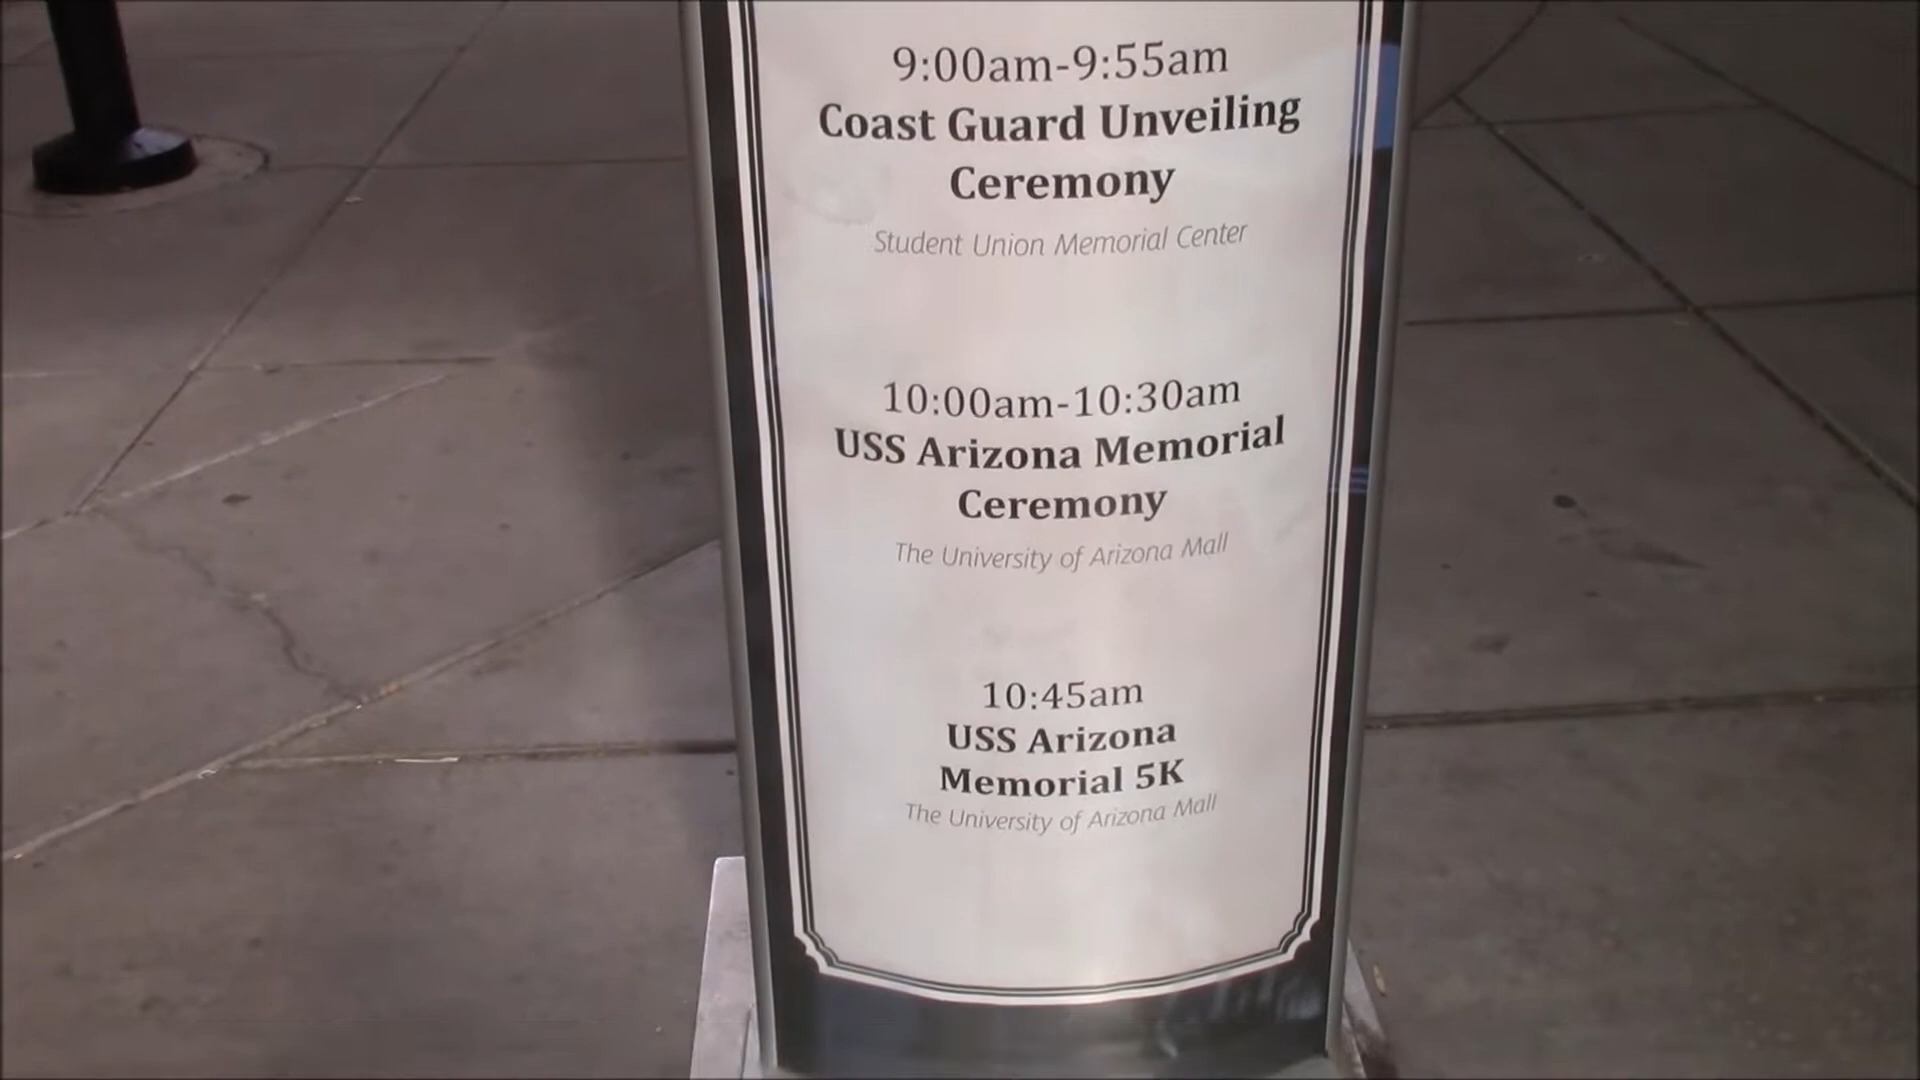 9:00am-9:55am
Coast Guard Unveiling
Ceremony
Student Union Memorial Center
10:00am-10:30am
USS Arizona Memorial
Ceremony
The University of Arizona Mall
10:45am
USS Arizona
Memorial 5K
The University of Arizona Mall